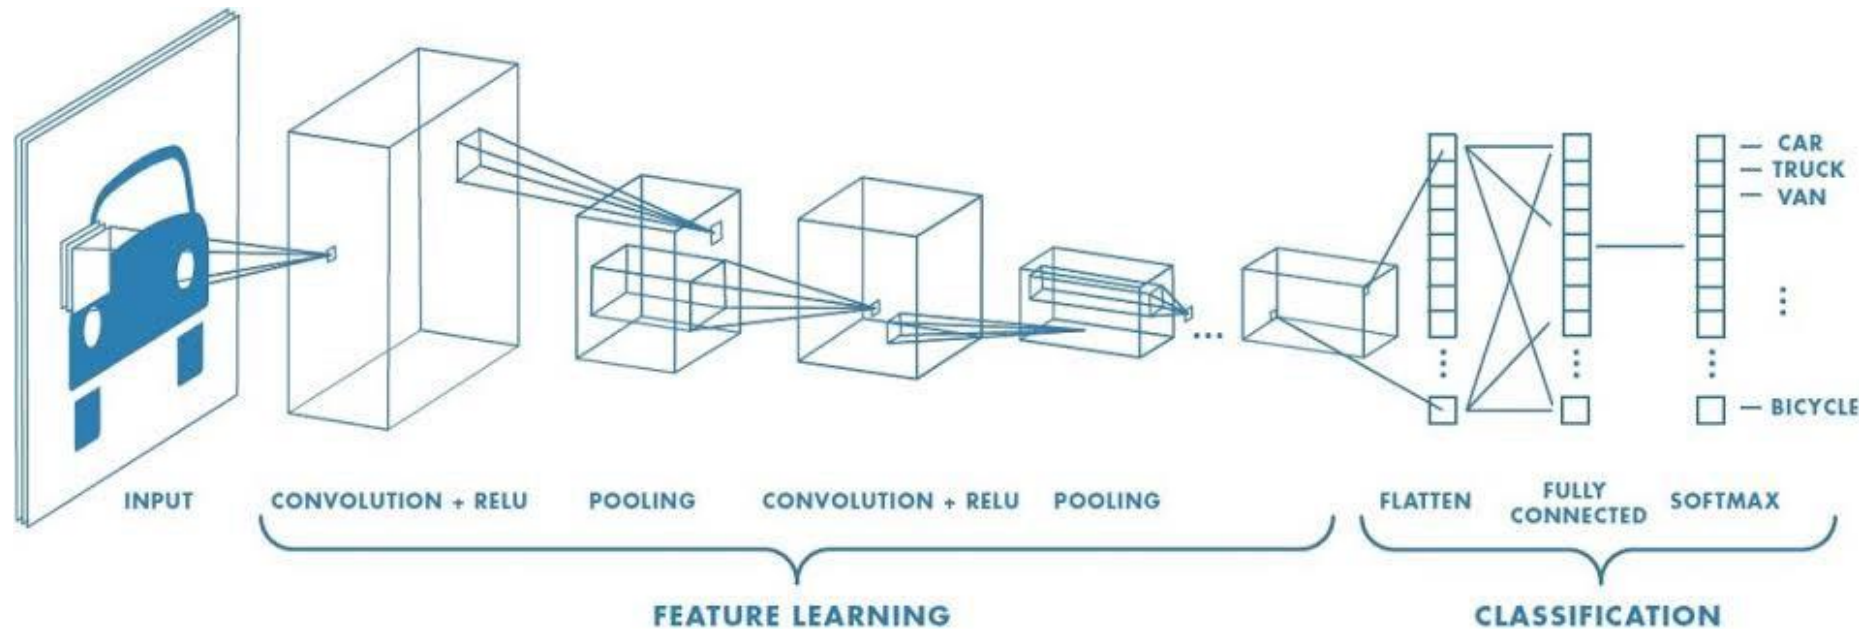 CAR
TRUCK
VAN
BICYCLE
INPUT
CONVOLUTION + RELU
POOLING
CONVOLUTION + RELU
POOLING
FLATTEN
FULLY
CONNECTED
SOFTMAX
FEATURE LEARNING
CLASSIFICATION